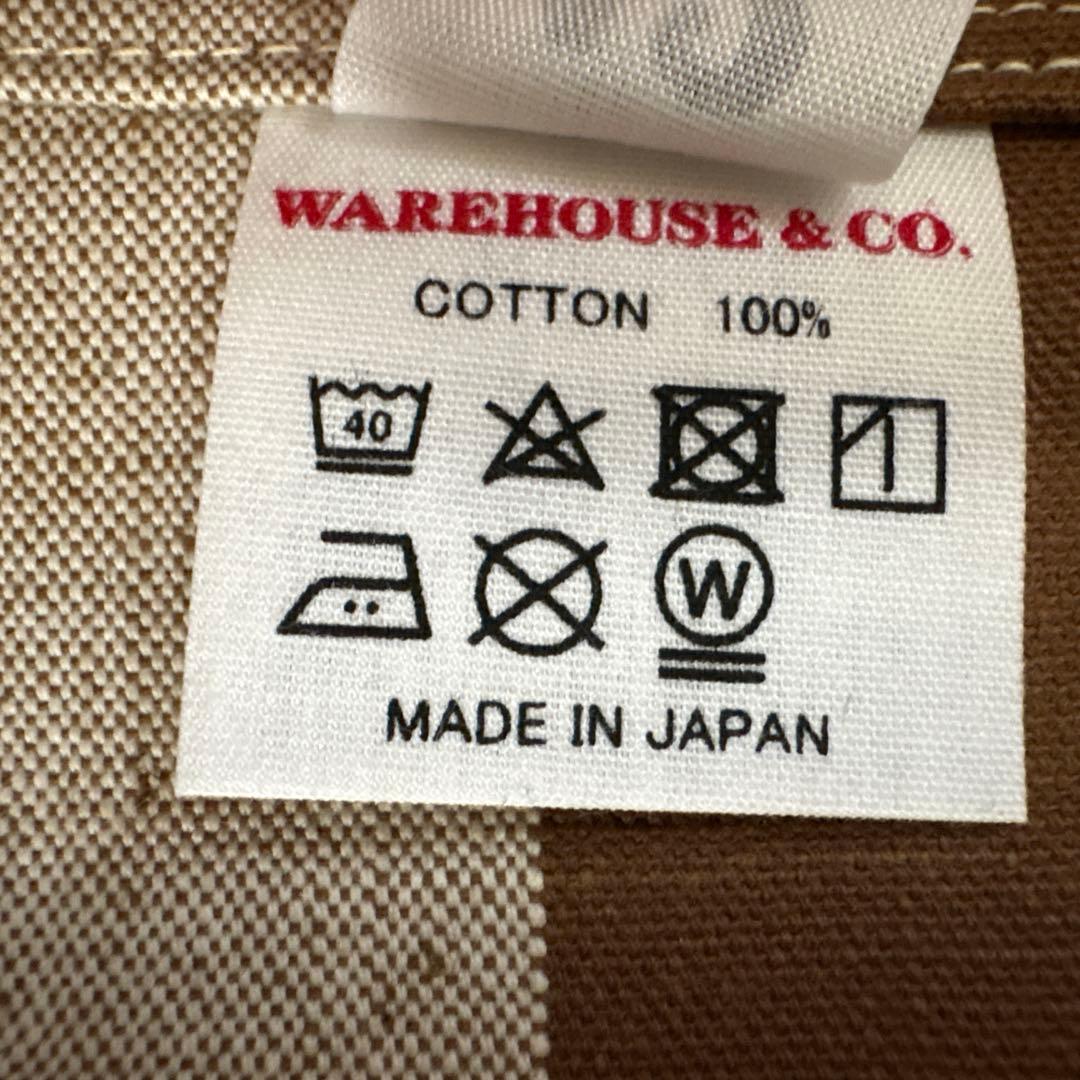 WAREHOUSE & CO.
COTTON 100%
40
W
MADE IN JAPAN